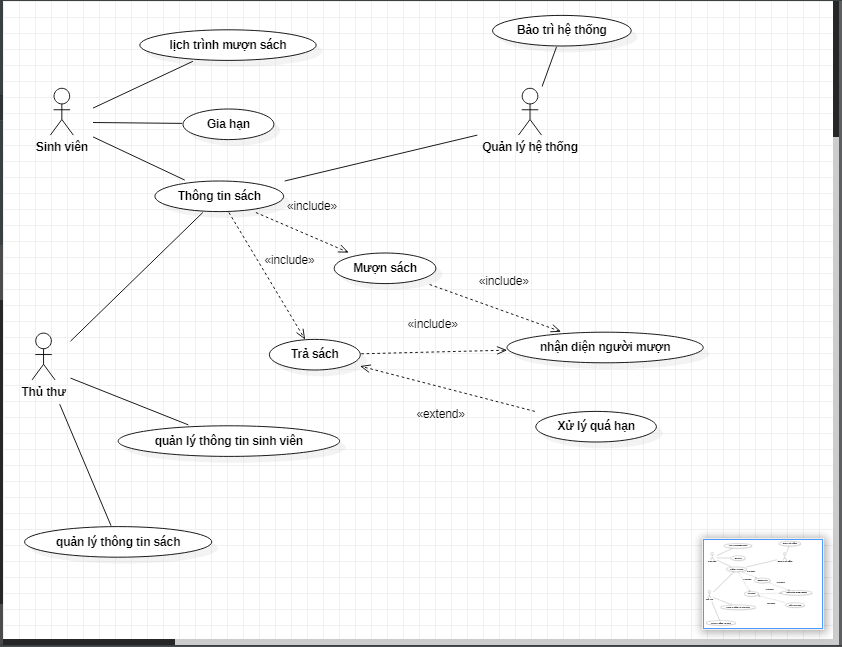 Bảo trì hệ thống
lịch trình mượn sách
Gia hạn
Sinh viên
Quản lý hệ thống
Thông tin sách
«include»
«include»
Mượn sách
«include»
«include»
Trả sách
nhận diện người mượn
Thủ thư
«extend»
Xử lý quá hạn
quản lý thông tin sinh viên
quản lý thông tin sách